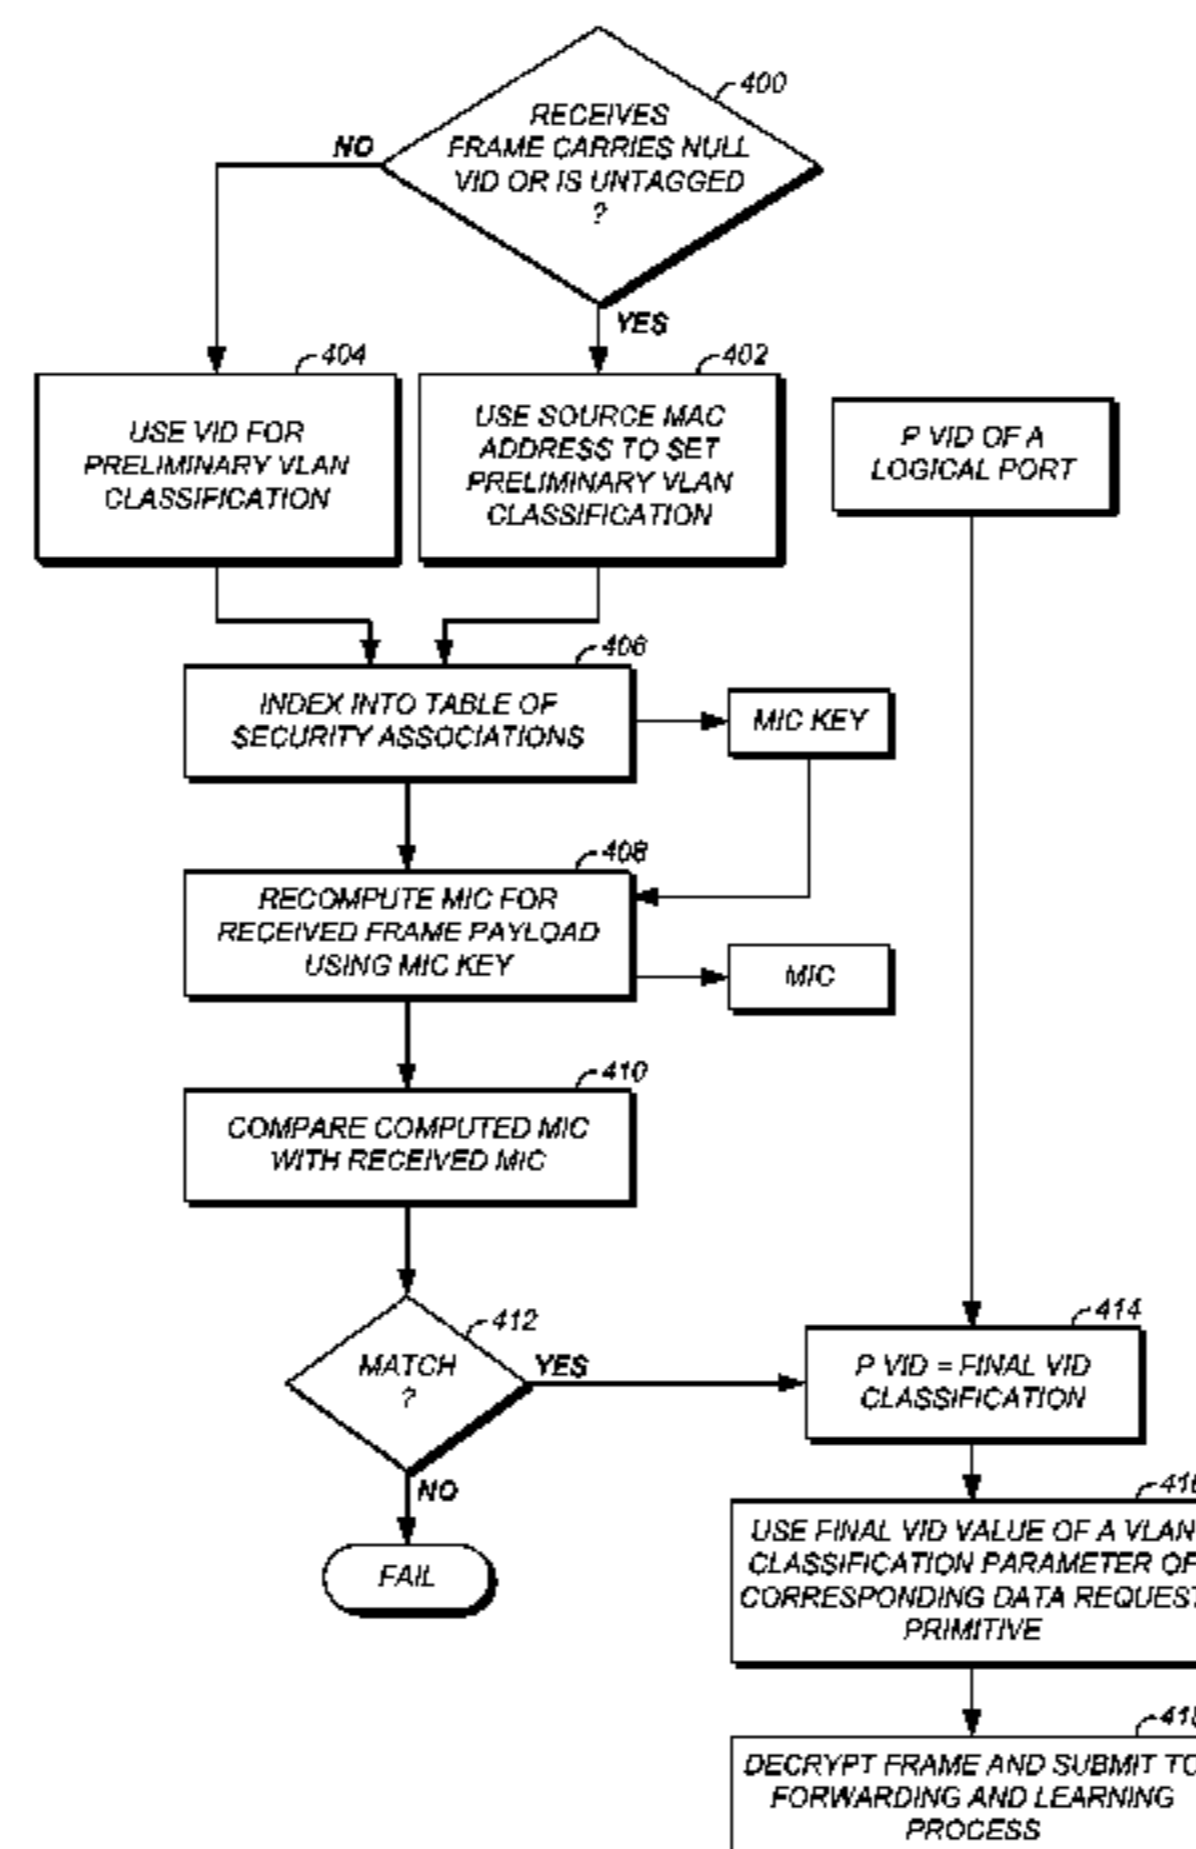 400
RECEIVES
FRAME CARRIES NULL
VID OR IS UNTAGGED
?
NO
YES
404
USE VID FOR
PRELIMINARY VLAN
CLASSIFICATION
402
USE SOURCE MAC
ADDRESS TO SET
PRELIMINARY VLAN
CLASSIFICATION
P VID OF A
LOGICAL PORT
406
INDEX INTO TABLE OF
SECURITY ASSOCIATIONS
MIC KEY
408
RECOMPUTE MIC FOR
RECEIVED FRAME PAYLOAD
USING MIC KEY
MIC
410
COMPARE COMPUTED MIC
WITH RECEIVED MIC
412
MATCH
?
YES
NO
FAIL
414
P VID = FINAL VID
CLASSIFICATION
416
USE FINAL VID VALUE OF A VLAN
CLASSIFICATION PARAMETER OF
CORRESPONDING DATA REQUEST
PRIMITIVE
418
DECRYPT FRAME AND SUBMIT TO
FORWARDING AND LEARNING
PROCESS